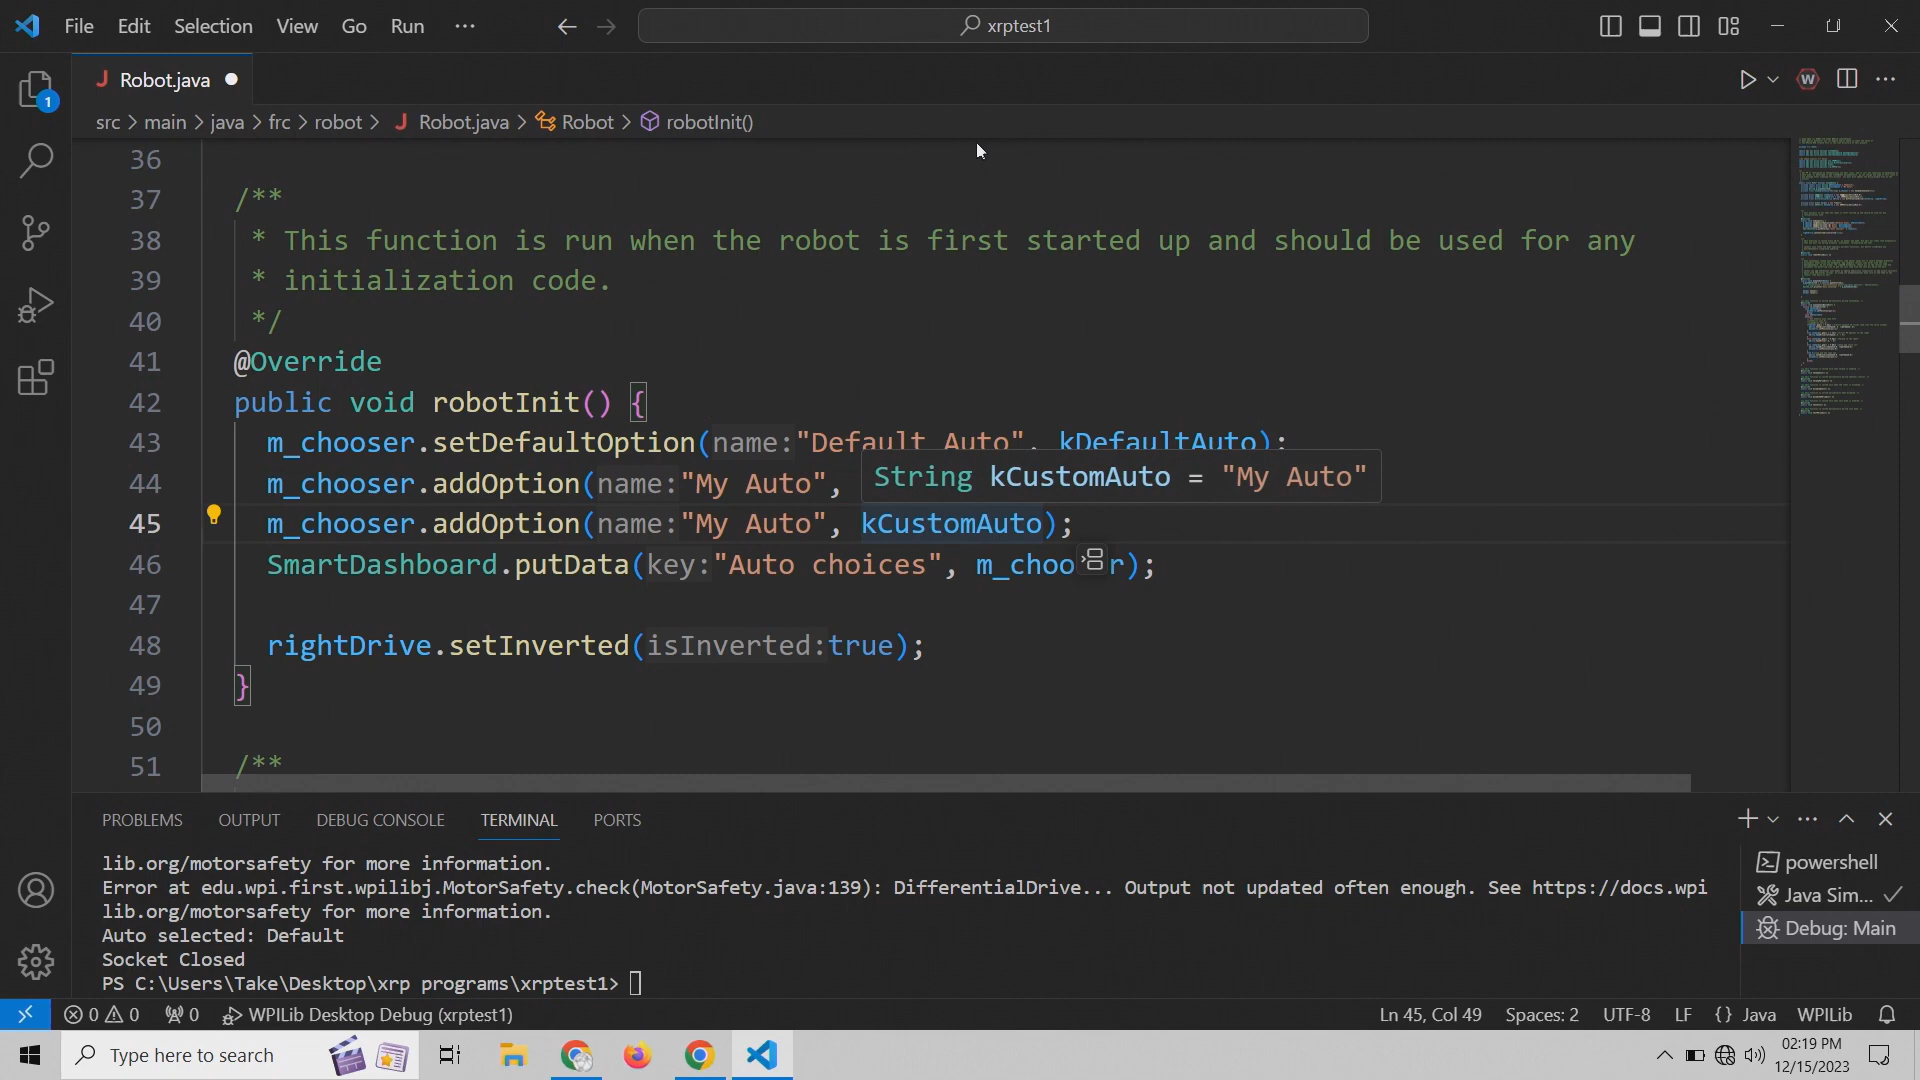 File Edit Selection View Go Run ··· xrptest1
Robot.java
src > main > java > frc > robot > J Robot.java > Robot > robotInit()
36
37 /**
38 * This function is run when the robot is first started up and should be used for any
39 * initialization code.
40 */
41 @Override
42 public void robotInit() {
43 m_chooser.setDefaultOption(name:"Default Auto", kDefaultAuto);
44 m_chooser.addOption(name:"My Auto",
String kCustomAuto = "My Auto"
45 m_chooser.addOption(name:"My Auto", kCustomAuto);
46 SmartDashboard.putData(key:"Auto choices", m_choo r);
47
48 rightDrive.setInverted(isInverted:true);
49 }
50
51 /**
PROBLEMS OUTPUT DEBUG CONSOLE TERMINAL PORTS
lib.org/motorsafety for more information.
Error at edu.wpi.first.wpilibj.MotorSafety.check(MotorSafety.java:139): DifferentialDrive... Output not updated often enough. See https://docs.wpi
lib.org/motorsafety for more information.
Auto selected: Default
Socket Closed
PS C:\Users\Take\Desktop\xrp programs\xrptest1>
powershell
Java Sim...
Debug: Main
0 0 0 WPILib Desktop Debug (xrptest1) Ln 45, Col 49 Spaces: 2 UTF-8 LF {} Java WPILib
Type here to search
02:19 PM
12/15/2023